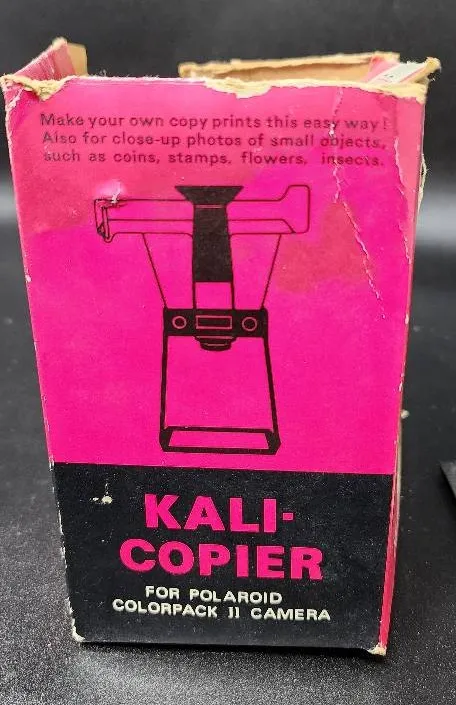 Make your own copy prints this easy way!
Also for close-up photos of small objects,
such as coins, stamps, flowers, insects.
KALI-
COPIER
FOR POLAROID
COLORPACK II CAMERA